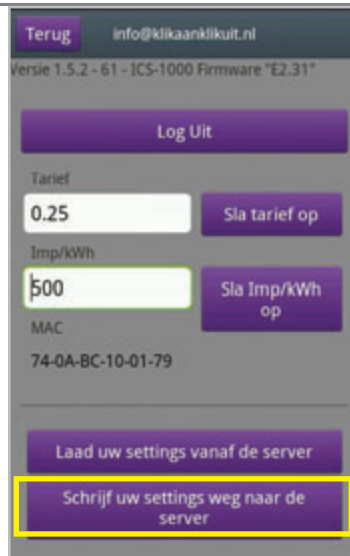 Terug
info@klikaanklikuit.nl
Versie 1.5.2 - 61 - ICS-1000 Firmware "E2.31"
Log Uit
Tarief
0.25
Sla tarief op
Imp/kWh
500
Sla Imp/kWh
op
MAC
74-0A-BC-10-01-79
Laad uw settings vanaf de server
Schrijf uw settings weg naar de
server